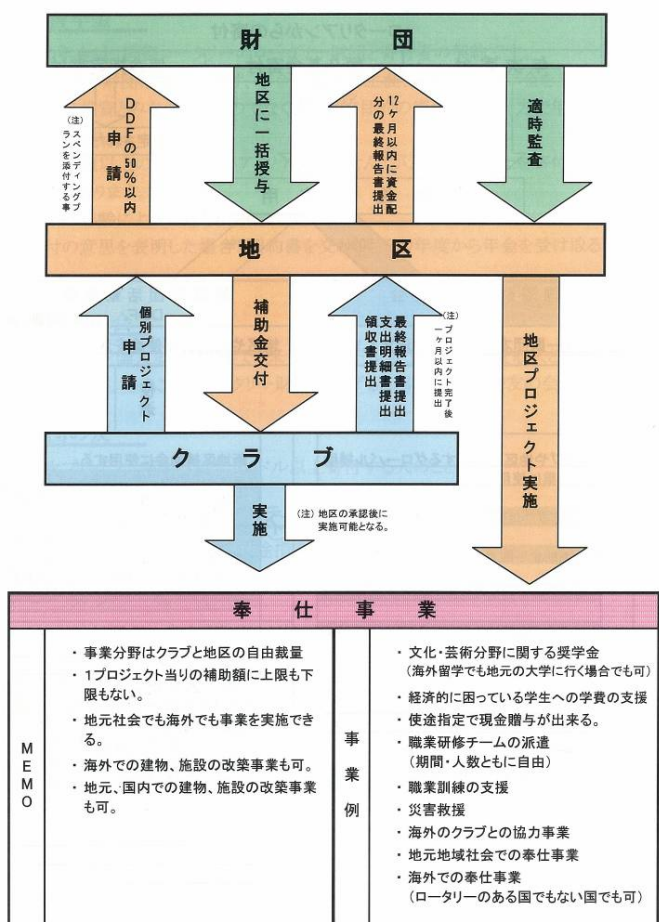 財団
(注)スペンディングプ
ランを添付する事
DDFの50%以内
申請
地区に一括授与
12ヶ月以内に資金配
分の最終報告書提出
適時監査
地区
個別プロジェクト
申請
補助金交付
最終報告書提出
支出明細書提出
領収書提出
(注)プロジェクト完了後
一ヶ月以内に提出
地区プロジェクト実施
クラブ
実施
(注) 地区の承認後に
実施可能となる。
奉仕事業
MEMO
・ 事業分野はクラブと地区の自由裁量
・ 1プロジェクト当りの補助額に上限も下
限もない。
・ 地元社会でも海外でも事業を実施でき
る。
・ 海外での建物、施設の改築事業も可。
・ 地元、国内での建物、施設の改築事業
も可。
事業例
・ 文化・芸術分野に関する奨学金
(海外留学でも地元の大学に行く場合でも可)
・ 経済的に困っている学生への学費の支援
・ 使途指定で現金贈与が出来る。
・ 職業研修チームの派遣
(期間・人数ともに自由)
・ 職業訓練の支援
・ 災害救援
・ 海外のクラブとの協力事業
・ 地元地域社会での奉仕事業
・ 海外での奉仕事業
(ロータリーのある国でもない国でも可)